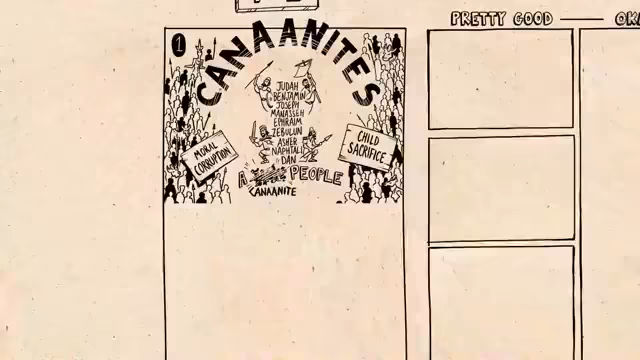 PRETTY GOOD
1
CANAANITES
JUDAH
BENJAMIN
JOSEPH
MANASSEH
EPHRAIM
ZEBULUN
ASHER
NAPHTALI
DAN
MORAL
CORRUPTION
CHILD
SACRIFICE
A PEOPLE
CANAANITE